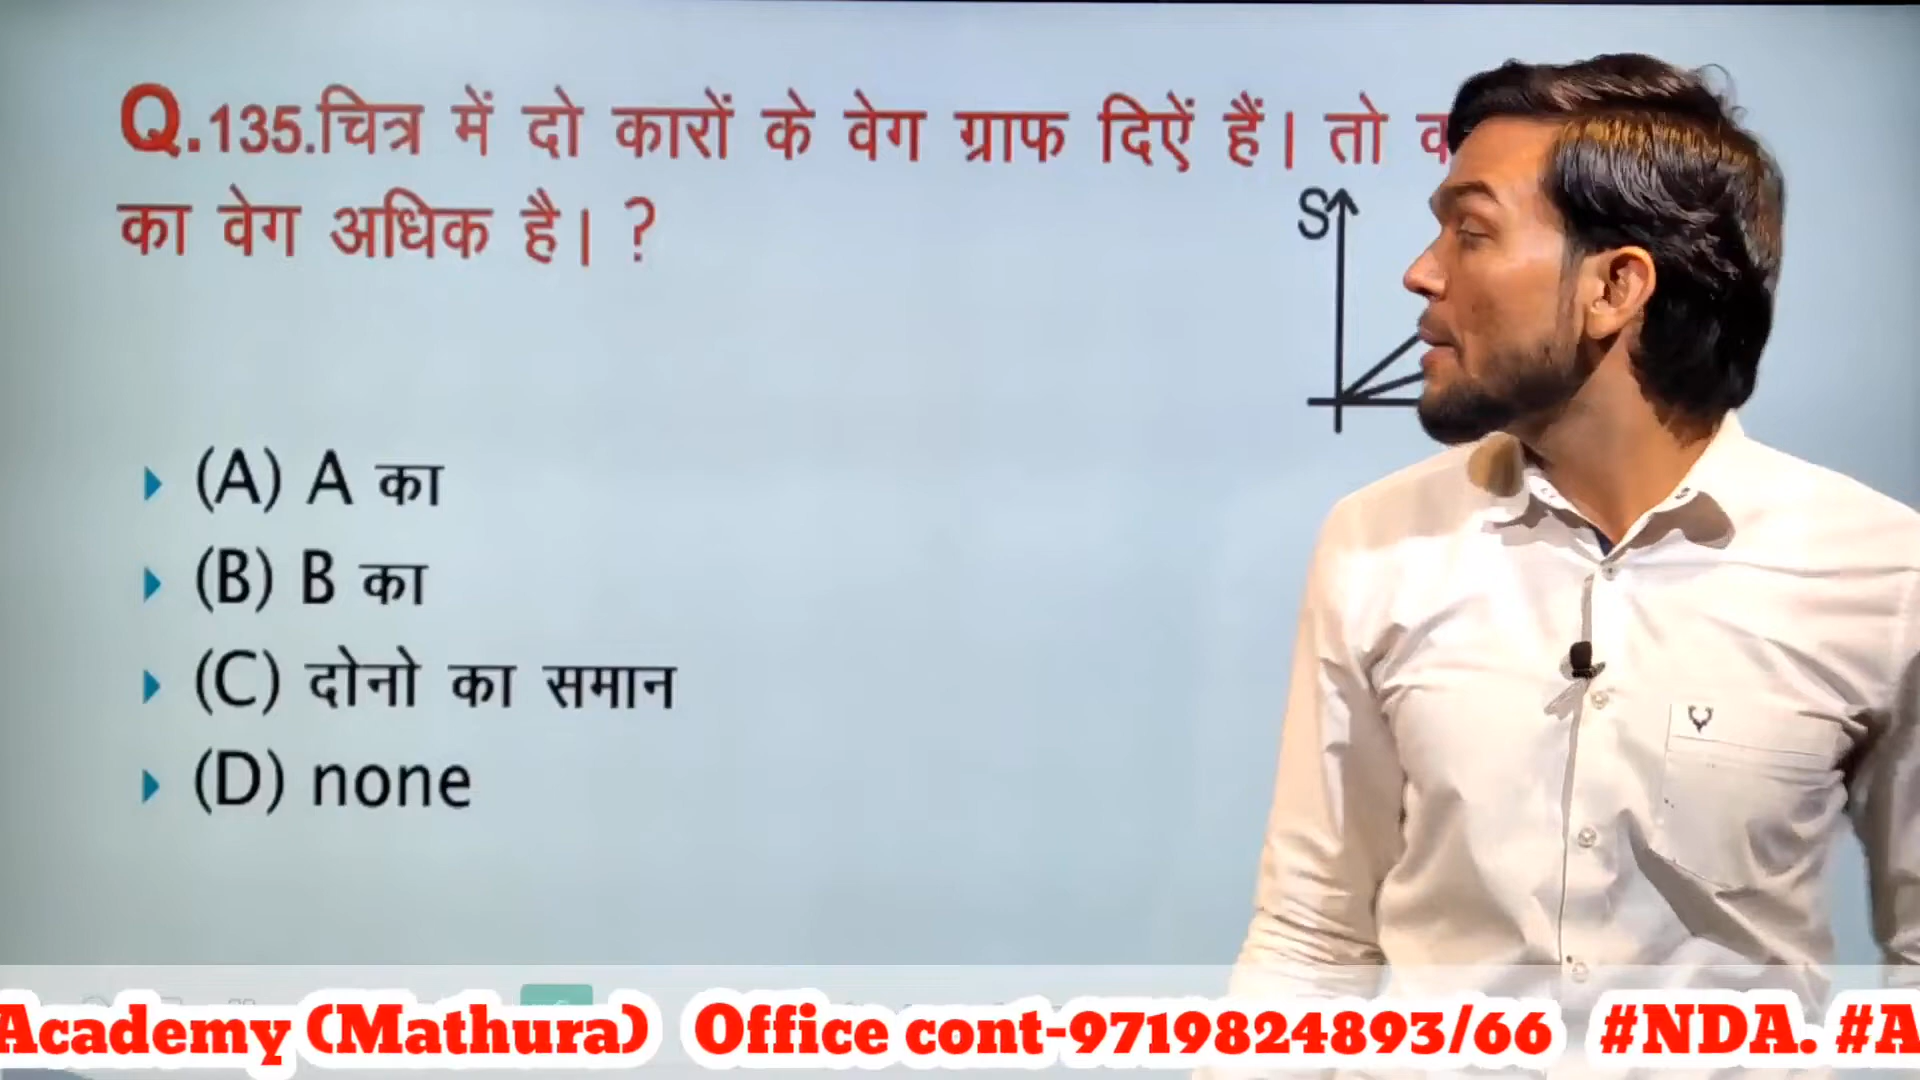 Q.135.चित्र में दो कारों के वेग ग्राफ दिऐं हैं। तो
का वेग अधिक है। ?
S
(A) A का
(B) B का
(C) दोनो का समान
(D) none
Academy (Mathura) Office cont-9719824893/66 #NDA. #A